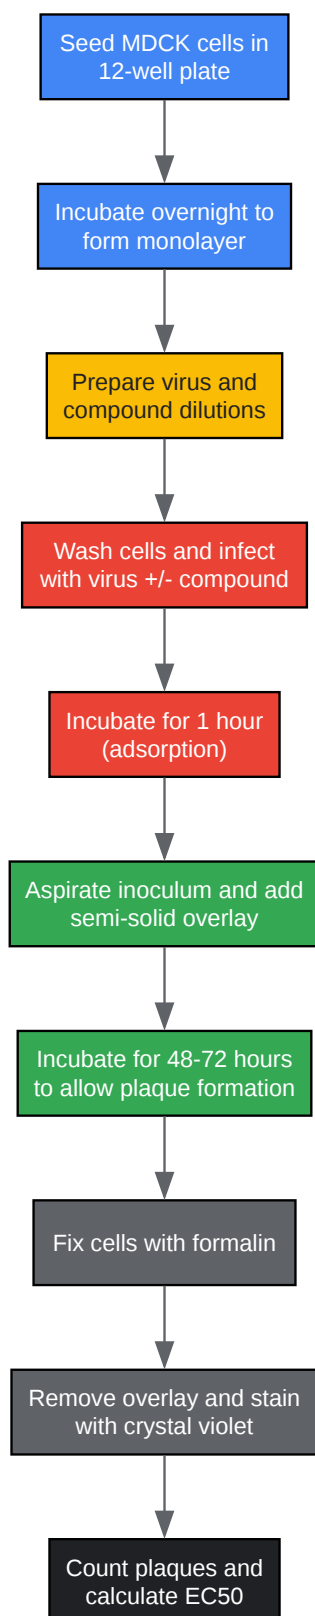 Seed MDCK cells in
12-well plate
Incubate overnight to
form monolayer
Prepare virus and
compound dilutions
Wash cells and infect
with virus +/- compound
Incubate for 1 hour
(adsorption)
Aspirate inoculum and add
semi-solid overlay
Incubate for 48-72 hours
to allow plaque formation
Fix cells with formalin
Remove overlay and stain
with crystal violet
Count plaques and
calculate EC50